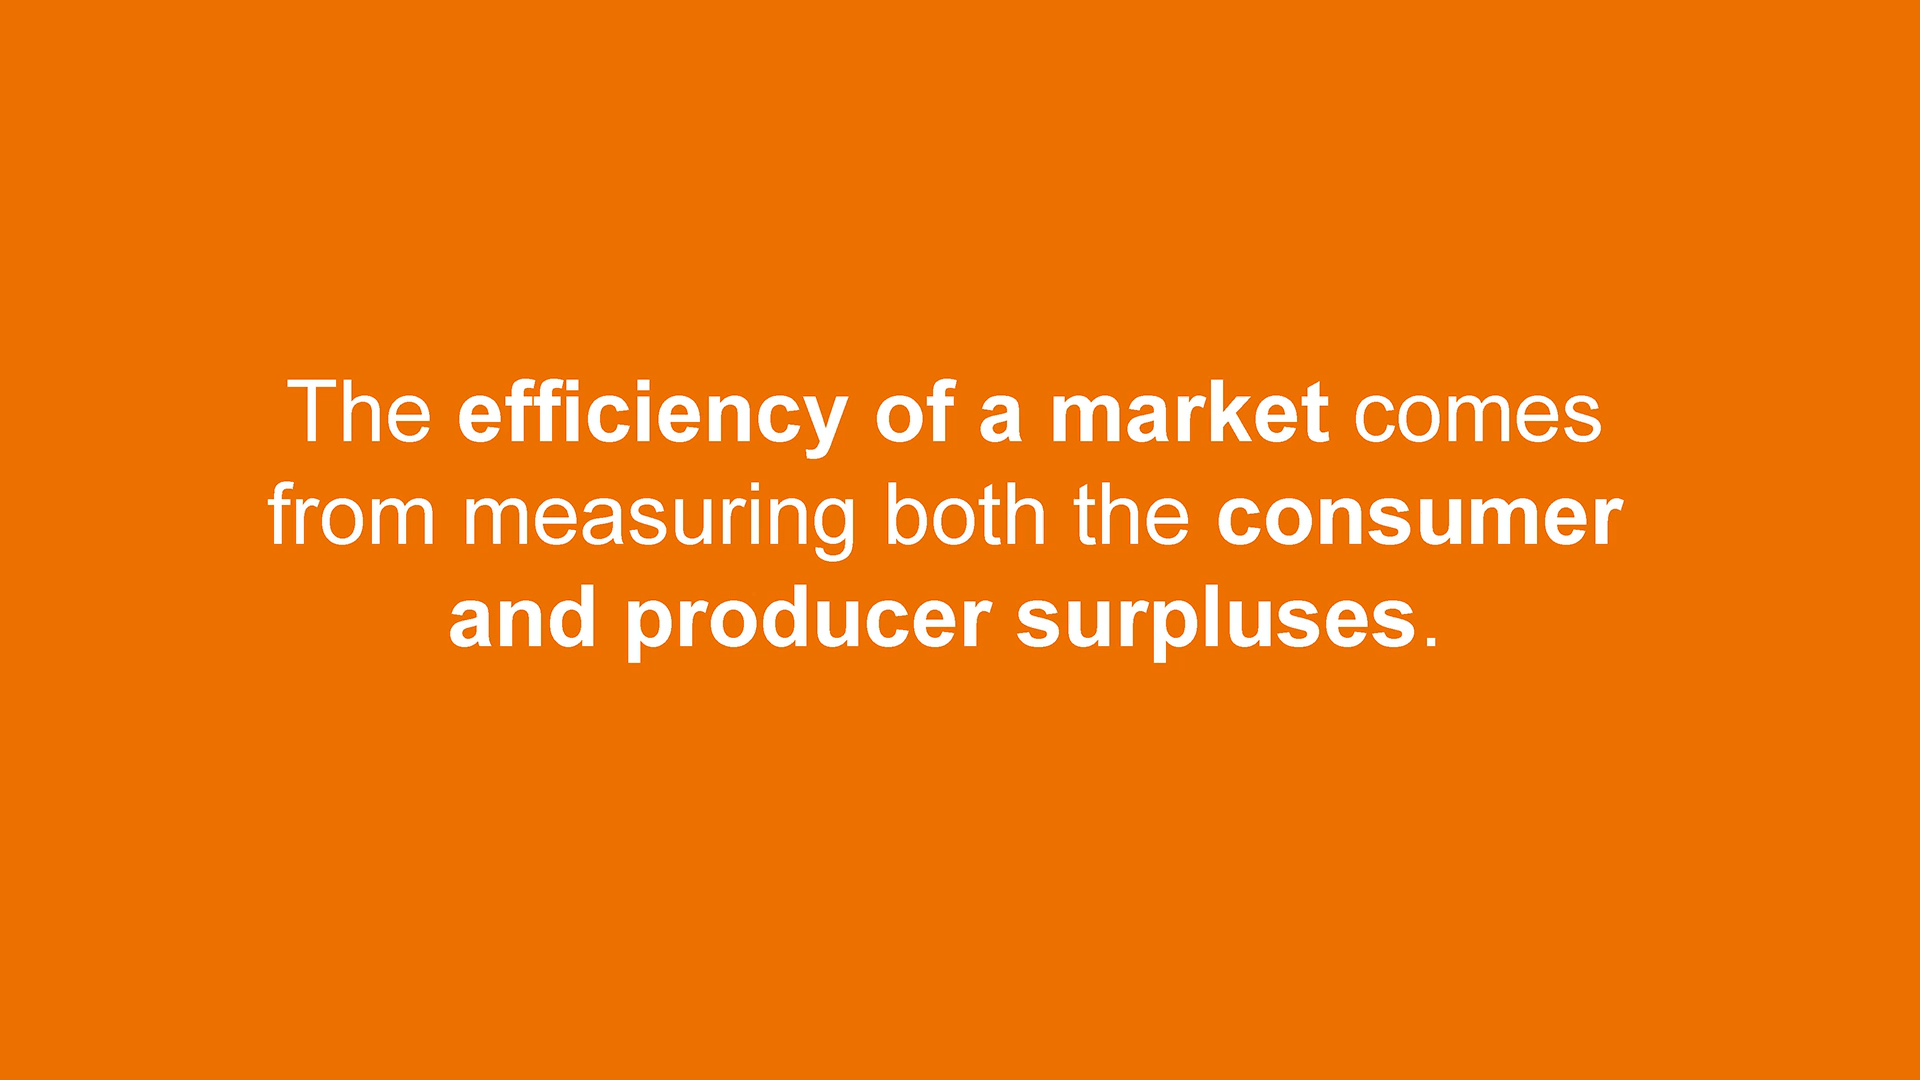 The efficiency of a market comes
from measuring both the consumer
and producer surpluses.